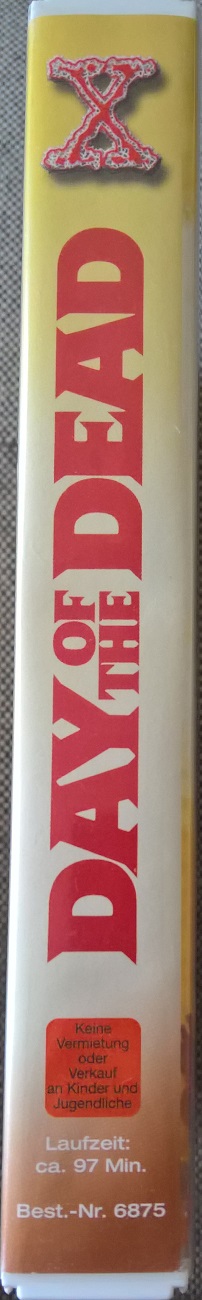 X
DAY OF THE DEAD
Keine
Vermietung
oder
Verkauf
an Kinder und
Jugendliche
Laufzeit:
ca. 97 Min.
Best.-Nr. 6875